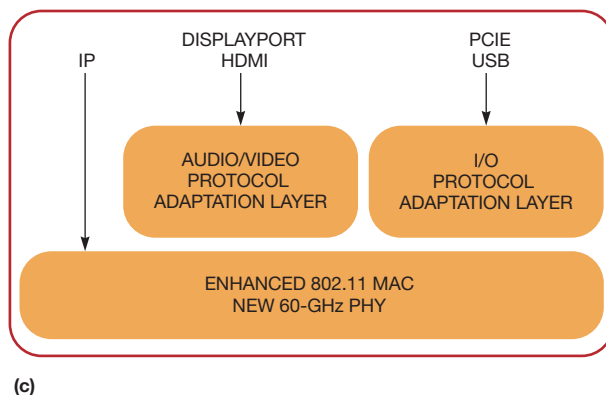 IP
DISPLAYPORT
HDMI
PCIE
USB
AUDIO/VIDEO
PROTOCOL
ADAPTATION LAYER
I/O
PROTOCOL
ADAPTATION LAYER
ENHANCED 802.11 MAC
NEW 60-GHz PHY
(c)